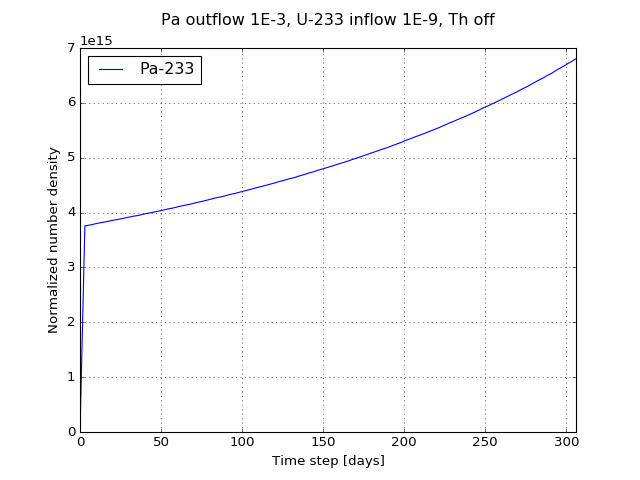 Pa outflow 1E-3, U-233 inflow 1E-9, Th off
1e15
Pa-233
7
6
5
4
3
2
1
0
Normalized number density
0 50 100 150 200 250 300
Time step [days]